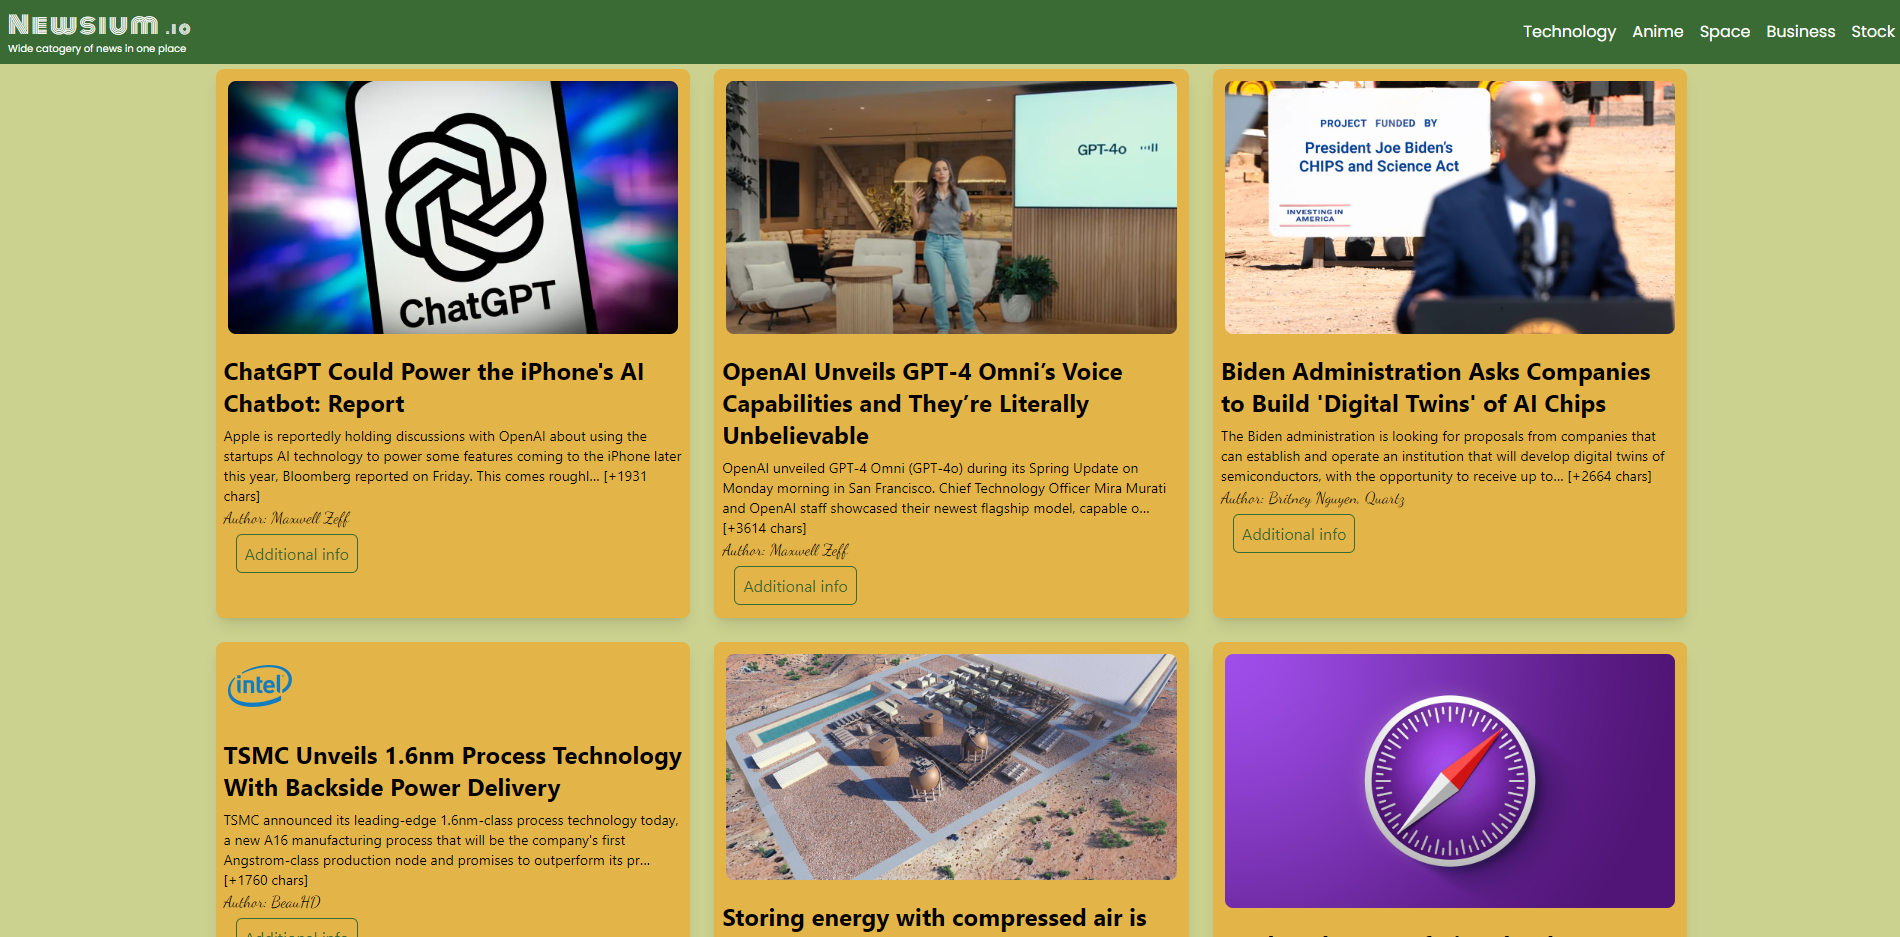 Newsium .io
Wide catogery of news in one place
Technology Anime Space Business Stock
ChatGPT
GPT-4o
PROJECT FUNDED BY
President Joe Biden's
CHIPS and Science Act
INVESTING IN
AMERICA
ChatGPT Could Power the iPhone's AI
Chatbot: Report
Apple is reportedly holding discussions with OpenAI about using the
startups AI technology to power some features coming to the iPhone later
this year, Bloomberg reported on Friday. This comes roughl… [+1931
chars]
Author: Maxwell Zeff
Additional info
OpenAI Unveils GPT-4 Omni’s Voice
Capabilities and They’re Literally
Unbelievable
OpenAI unveiled GPT-4 Omni (GPT-4o) during its Spring Update on
Monday morning in San Francisco. Chief Technology Officer Mira Murati
and OpenAI staff showcased their newest flagship model, capable o…
[+3614 chars]
Author: Maxwell Zeff
Additional info
Biden Administration Asks Companies
to Build 'Digital Twins' of AI Chips
The Biden administration is looking for proposals from companies that
can establish and operate an institution that will develop digital twins of
semiconductors, with the opportunity to receive up to… [+2664 chars]
Author: Britney Nguyen, Quartz
Additional info
intel
TSMC Unveils 1.6nm Process Technology
With Backside Power Delivery
TSMC announced its leading-edge 1.6nm-class process technology today,
a new A16 manufacturing process that will be the company's first
Angstrom-class production node and promises to outperform its pr…
[+1760 chars]
Author: BeauHD
Additional info
Storing energy with compressed air is